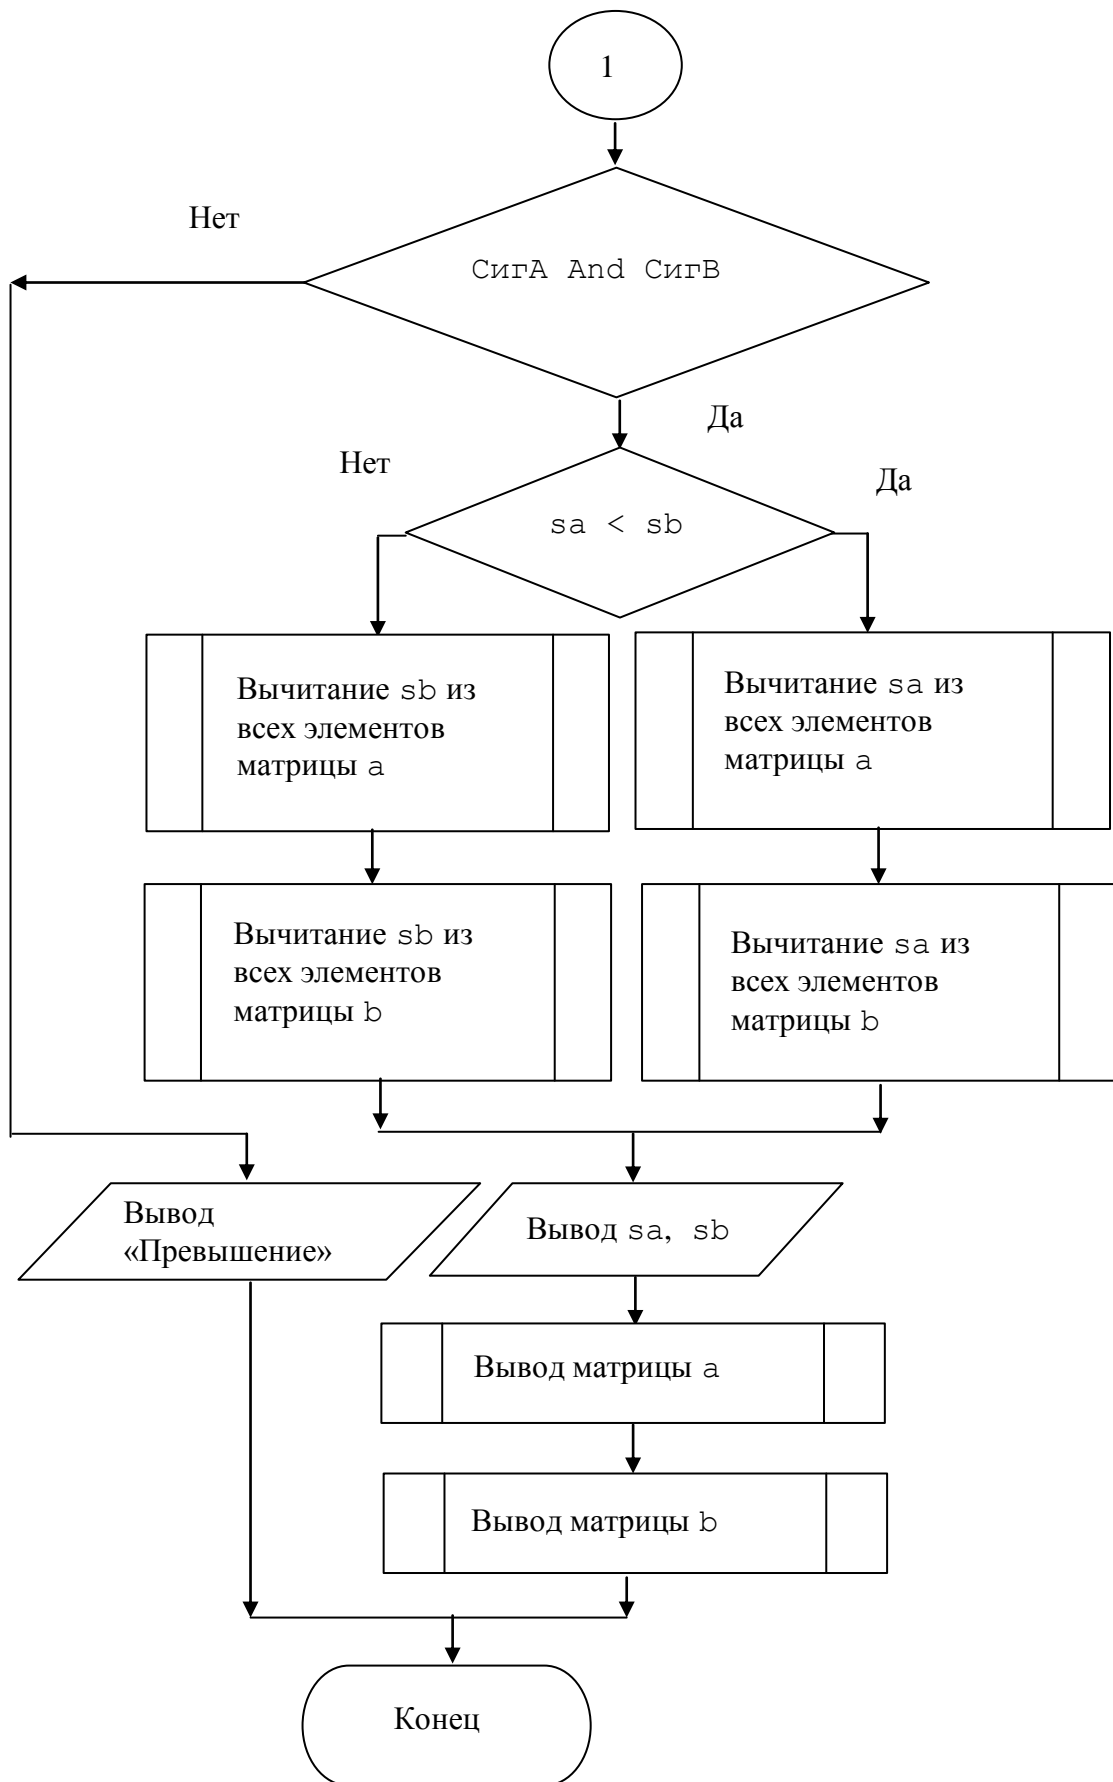 1
Нет
СигА And СигВ
Да
Нет
Да
sa < sb
Вычитание sb из
всех элементов
матрицы a
Вычитание sa из
всех элементов
матрицы a
Вычитание sb из
всех элементов
матрицы b
Вычитание sa из
всех элементов
матрицы b
Вывод
«Превышение»
Вывод sa, sb
Вывод матрицы a
Вывод матрицы b
Конец